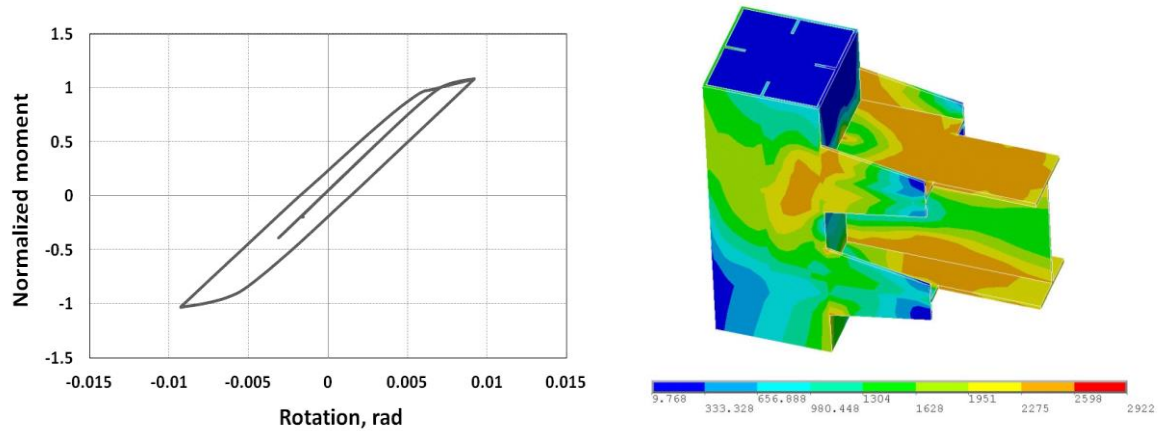 1.5
1
0.5
0
-0.5
-1
-1.5
Normalized moment
-0.015 -0.01 -0.005 0 0.005 0.01 0.015
Rotation, rad
9.768 656.888 1304 1951 2598
333.328 980.448 1628 2275 2922